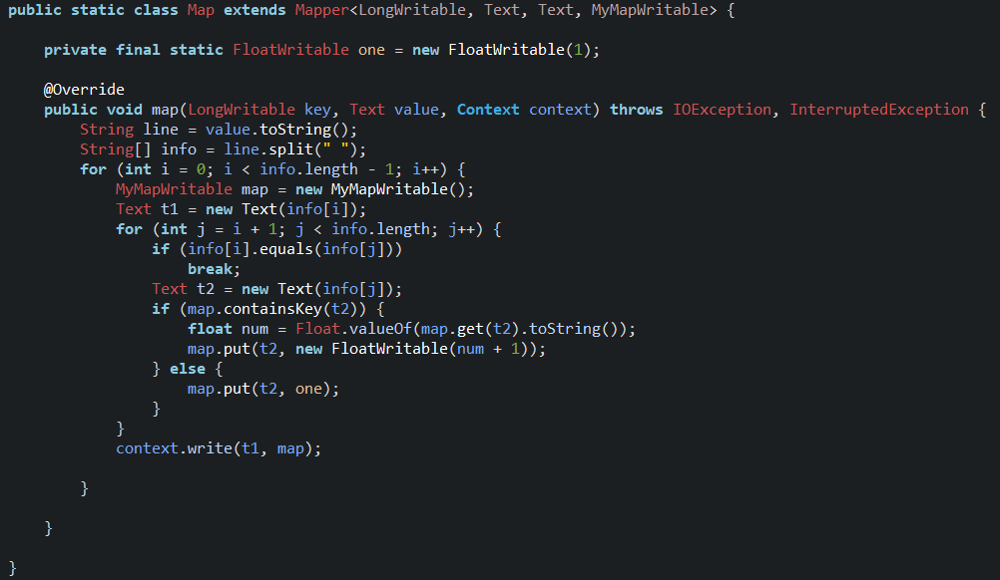 public static class Map extends Mapper<LongWritable, Text, Text, MyMapWritable> {
private final static FloatWritable one = new FloatWritable(1);
@Override
public void map(LongWritable key, Text value, Context context) throws IOException, InterruptedException {
String line = value.toString();
String[] info = line.split(" ");
for (int i = 0; i < info.length - 1; i++) {
MyMapWritable map = new MyMapWritable();
Text t1 = new Text(info[i]);
for (int j = i + 1; j < info.length; j++) {
if (info[i].equals(info[j]))
break;
Text t2 = new Text(info[j]);
if (map.containsKey(t2)) {
float num = Float.valueOf(map.get(t2).toString());
map.put(t2, new FloatWritable(num + 1));
} else {
map.put(t2, one);
}
}
context.write(t1, map);
}
}
}